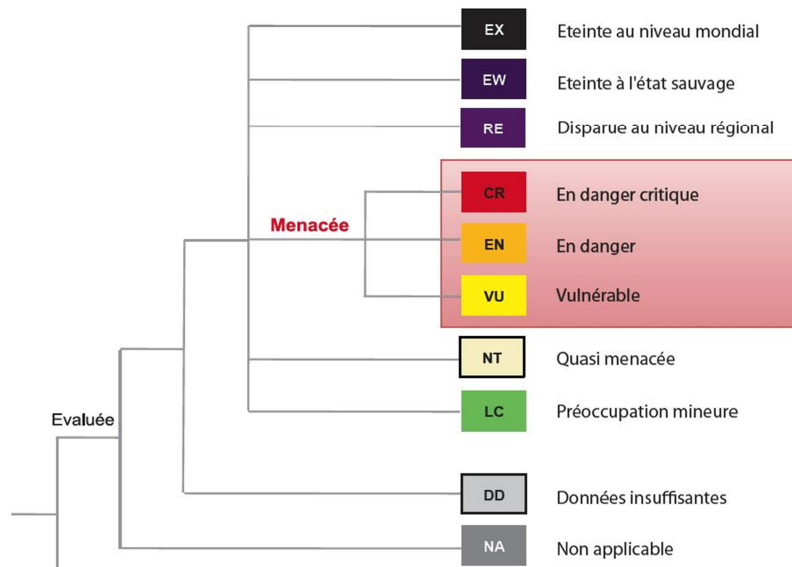 EX Eteinte au niveau mondial
EW Eteinte à l'état sauvage
RE Disparue au niveau régional
CR En danger critique
Menacée
EN En danger
VU Vulnérable
NT Quasi menacée
LC Préoccupation mineure
Evaluée
DD Données insuffisantes
NA Non applicable